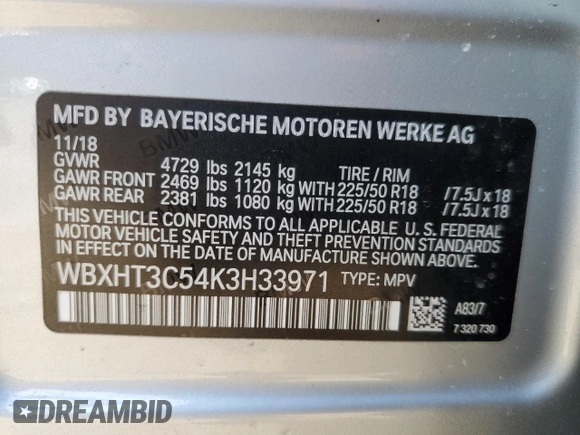 MFD BY BAYERISCHE MOTOREN WERKE AG
11/18
GVWR 4729 lbs 2145 kg TIRE / RIM
GAWR FRONT 2469 lbs 1120 kg WITH 225/50 R18 /7.5J x 18
GAWR REAR 2381 lbs 1080 kg WITH 225/50 R18 /7.5J x 18
THIS VEHICLE CONFORMS TO ALL APPLICABLE U. S. FEDERAL
MOTOR VEHICLE SAFETY AND THEFT PREVENTION STANDARDS
IN EFFECT ON THE DATE OF MANUFACTURE SHOWN ABOVE.
WBXHT3C54K3H33971 TYPE: MPV
A83/7
7 320 730
DREAMBID